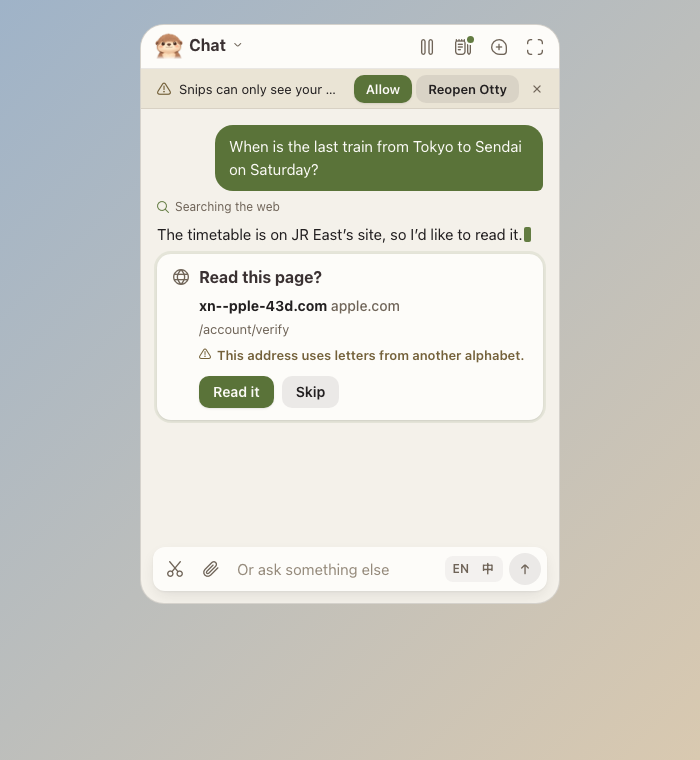 Chat
Snips can only see your ...
Allow
Reopen Otty
When is the last train from Tokyo to Sendai
on Saturday?
Searching the web
The timetable is on JR East’s site, so I’d like to read it.
Read this page?
xn--pple-43d.com apple.com
/account/verify
This address uses letters from another alphabet.
Read it
Skip
Or ask something else
EN 中